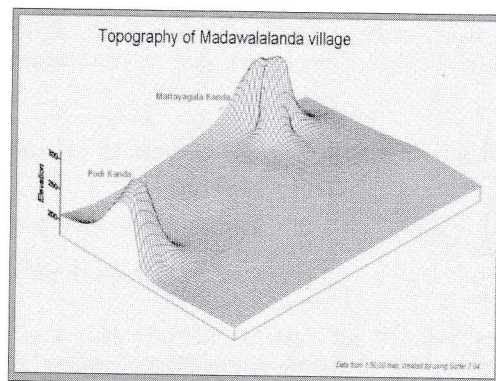 Topography of Madawalalanda village
Mattayagala Kanda
Podi Kanda
Elevation
Data from 1:50,00 map, created by using Surfer 7.04